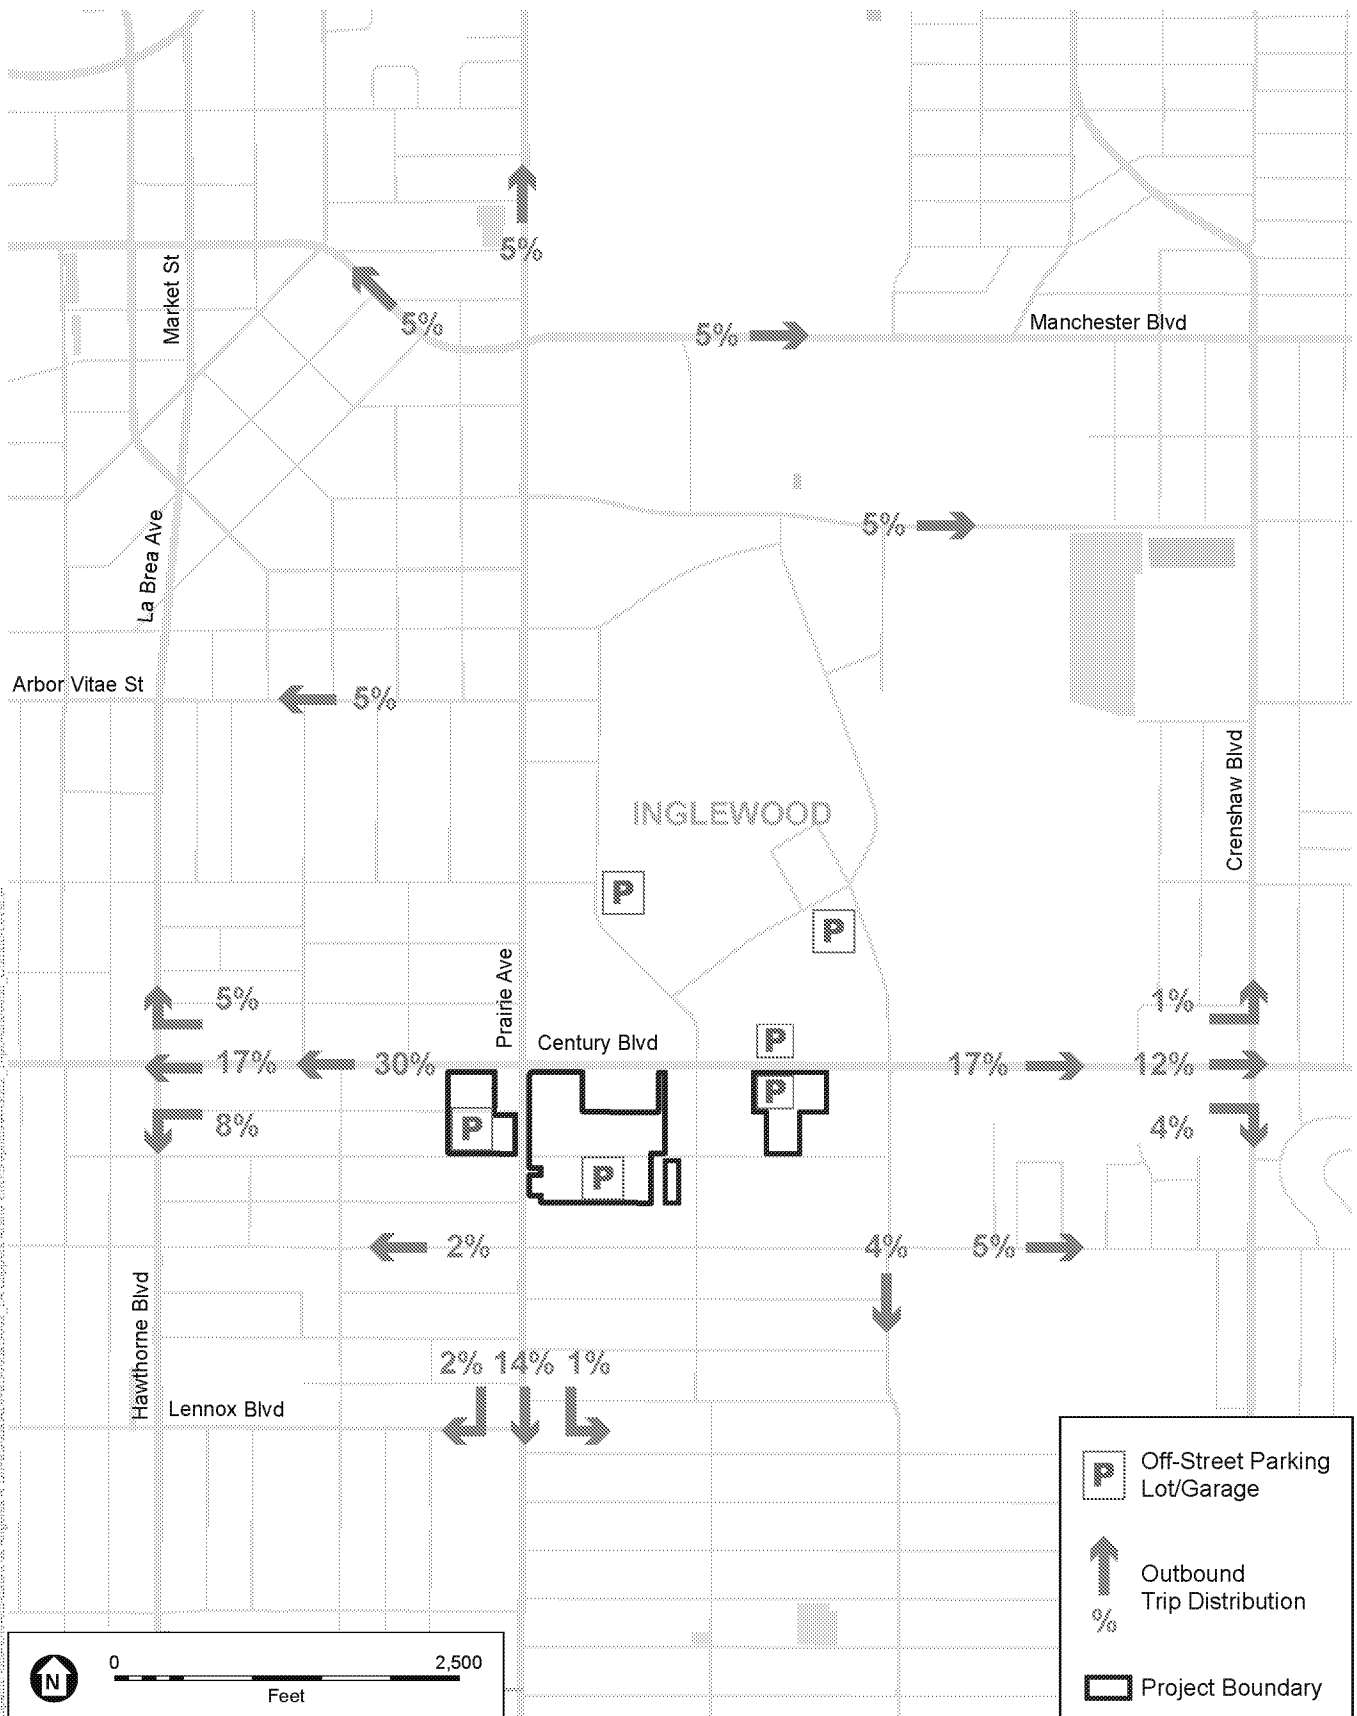 5%
Market St
5%
5%
Manchester Blvd
La Brea Ave
5%
Arbor Vitae St
5%
Crenshaw Blvd
INGLEWOOD
P
P
Prairie Ave
5%
1%
P
Century Blvd
17%
30%
17%
12%
P
8%
P
4%
P
2%
4%
5%
Hawthorne Blvd
2% 14% 1%
Lennox Blvd
P
Off-Street Parking
Lot/Garage
Outbound
Trip Distribution
%
Project Boundary
N
0
2,500
Feet